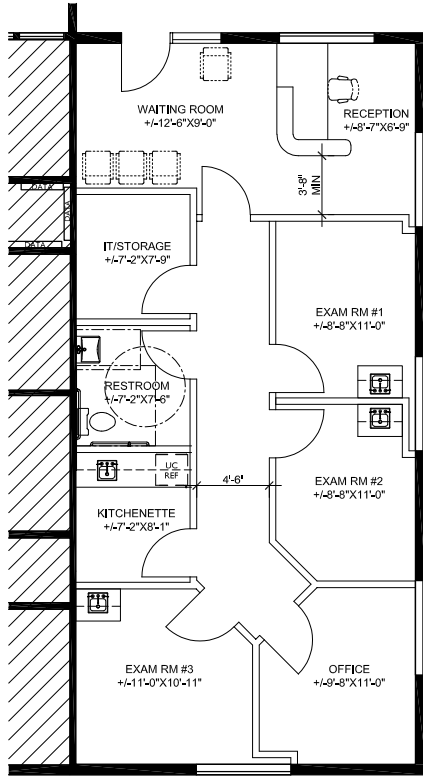 WAITING ROOM
+/-12'-6"X9'-0"
RECEPTION
+/-8'-7"X6'-9"
3'-8"
MIN
DATA
DATA
DATA
IT/STORAGE
+/-7'-2"X7'-9"
EXAM RM #1
+/-8'-8"X11'-0"
RESTROOM
+/-7'-2"X7'-6"
UC
REF
4'-6"
EXAM RM #2
+/-8'-8"X11'-0"
KITCHENETTE
+/-7'-2"X8'-1"
EXAM RM #3
+/-11'-0"X10'-11"
OFFICE
+/-9'-8"X11'-0"